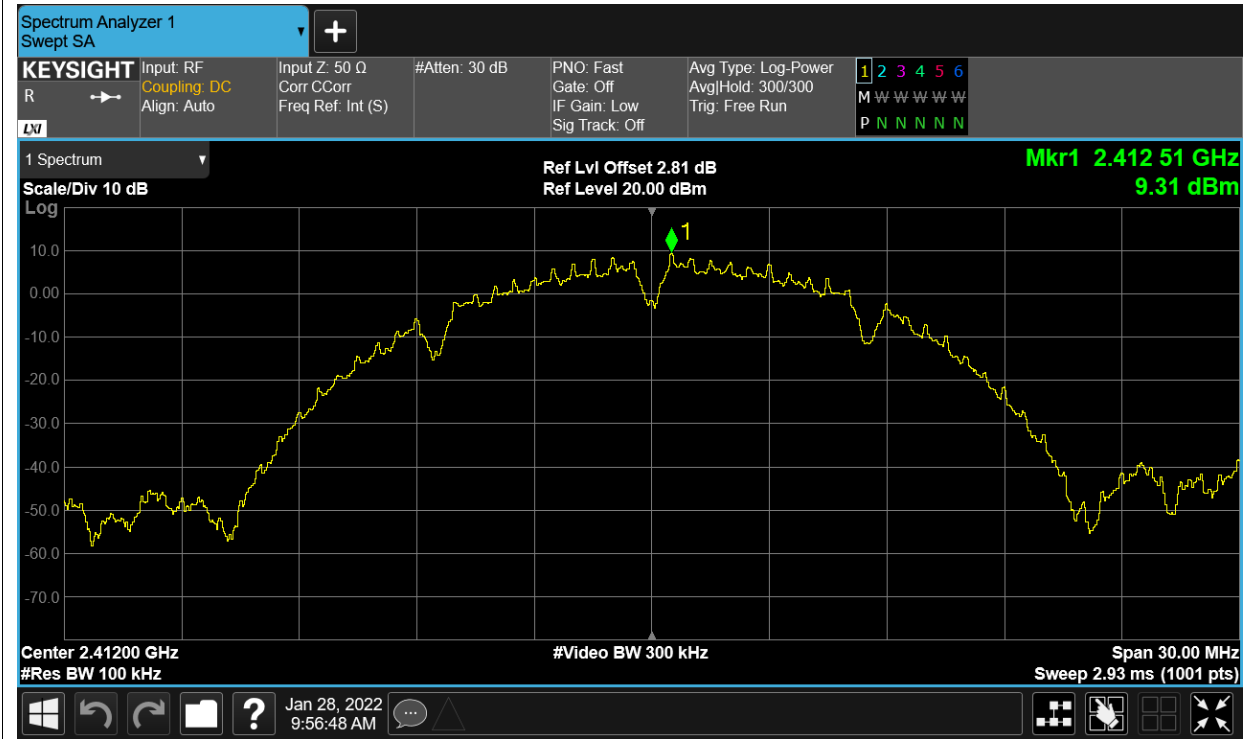 Spectrum Analyzer 1
Swept SA
KEYSIGHT
R
LXI
Input: RF
Coupling: DC
Align: Auto
Input Z: 50 Ω
Corr CCorr
Freq Ref: Int (S)
#Atten: 30 dB
PNO: Fast
Gate: Off
IF Gain: Low
Sig Track: Off
Avg Type: Log-Power
Avg|Hold: 300/300
Trig: Free Run
1 2 3 4 5 6
M W W W W W
P N N N N N
1 Spectrum
Scale/Div 10 dB
Log
Ref Lvl Offset 2.81 dB
Ref Level 20.00 dBm
Mkr1 2.412 51 GHz
9.31 dBm
1
10.0
0.00
-10.0
-20.0
-30.0
-40.0
-50.0
-60.0
-70.0
Center 2.41200 GHz
#Res BW 100 kHz
#Video BW 300 kHz
Span 30.00 MHz
Sweep 2.93 ms (1001 pts)
?
Jan 28, 2022
9:56:48 AM